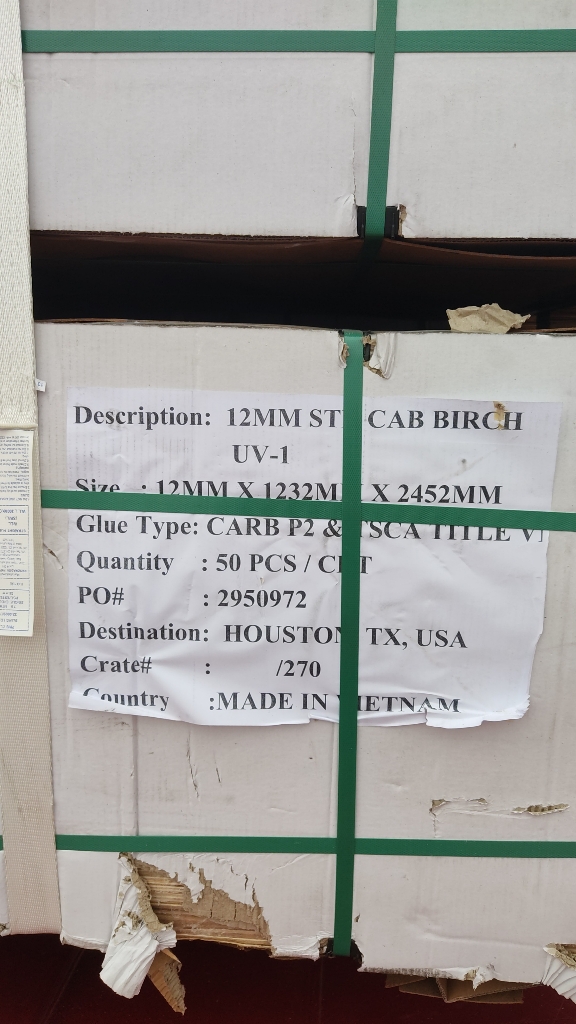 Description: 12MM ST CAB BIRCH
UV-1
Size : 12MM X 1232M X 2452MM
Glue Type: CARB P2 & TSCA TITLE V
Quantity : 50 PCS / C T
PO# : 2950972
Destination: HOUSTON TX, USA
Crate# : /270
Country :MADE IN VIETNAM